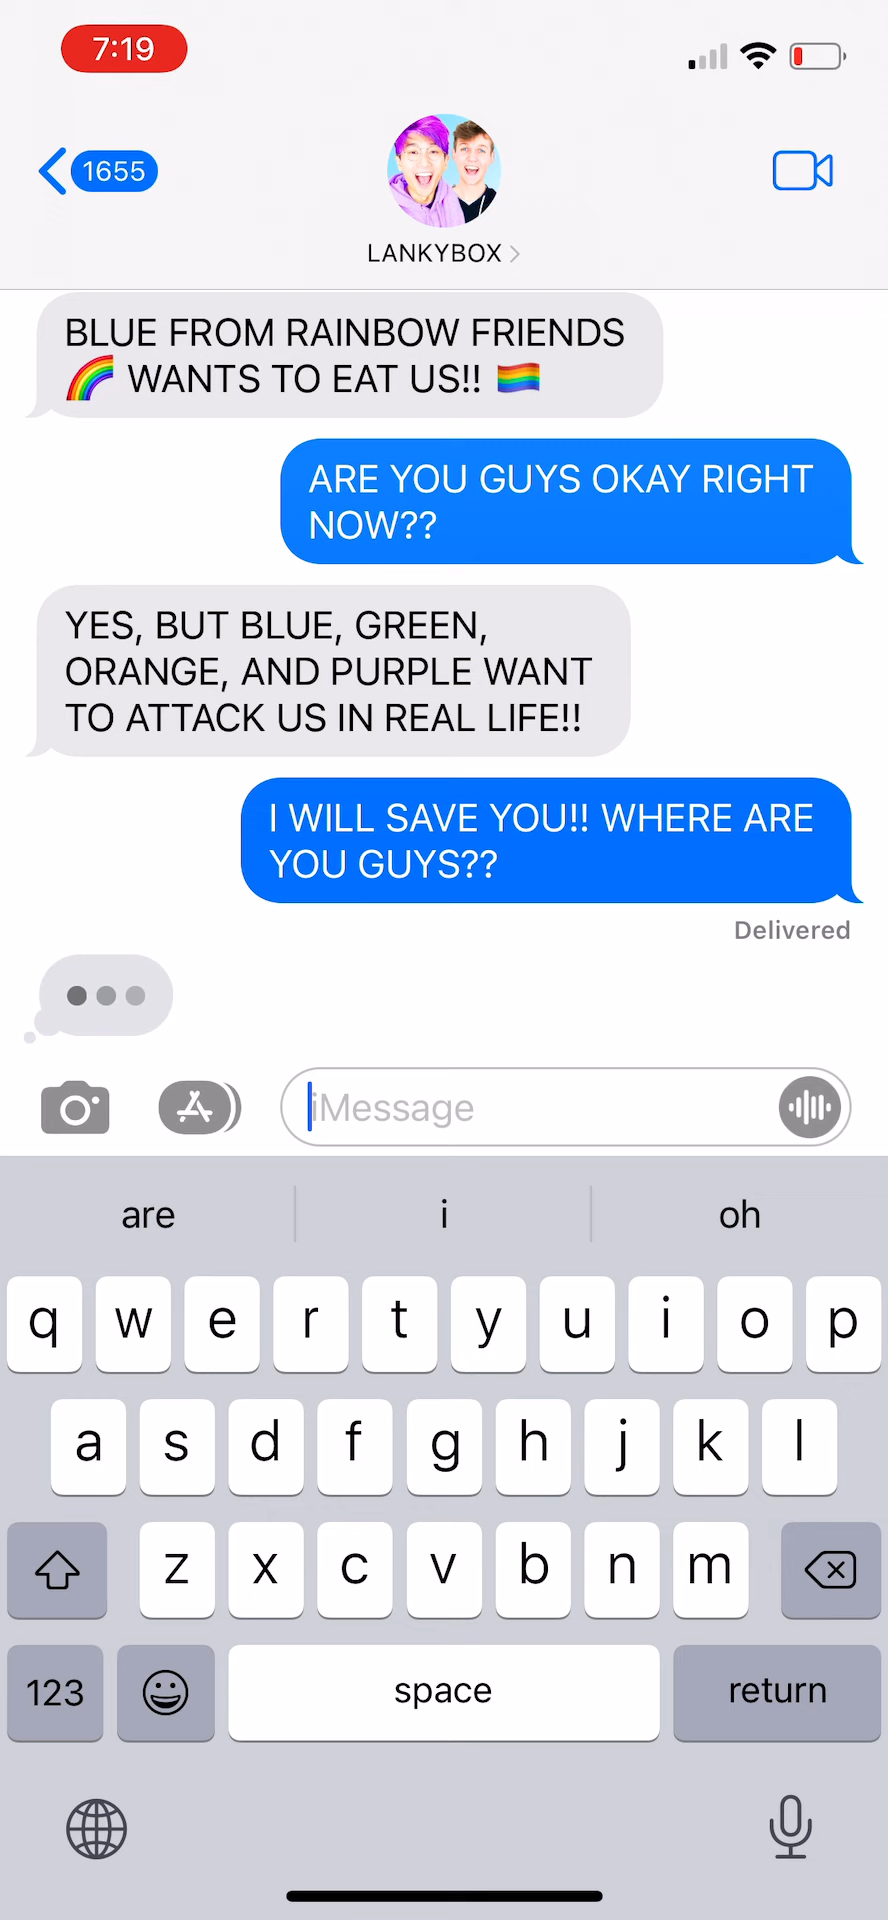 7:19
1655
LANKYBOX
BLUE FROM RAINBOW FRIENDS
🌈 WANTS TO EAT US!! 🏳️‍🌈
ARE YOU GUYS OKAY RIGHT
NOW??
YES, BUT BLUE, GREEN,
ORANGE, AND PURPLE WANT
TO ATTACK US IN REAL LIFE!!
I WILL SAVE YOU!! WHERE ARE
YOU GUYS??
Delivered
iMessage
are i oh
q w e r t y u i o p
a s d f g h j k l
z x c v b n m
123 space return